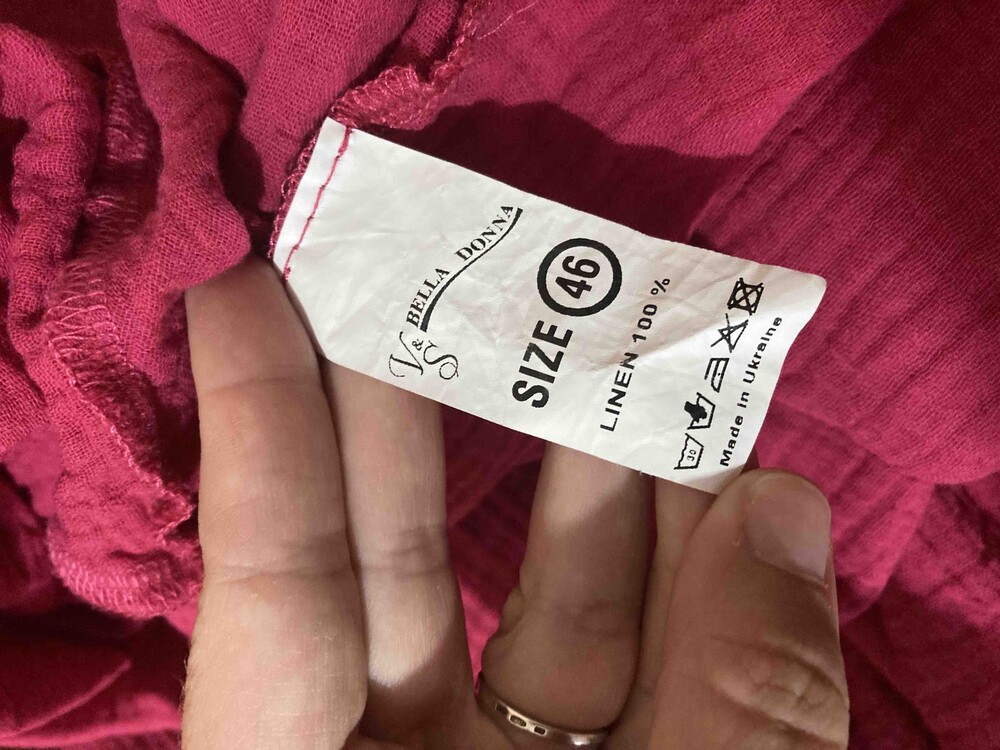 V&S BELLA DONNA
SIZE 46
LINEN 100 %
30
Made in Ukraine